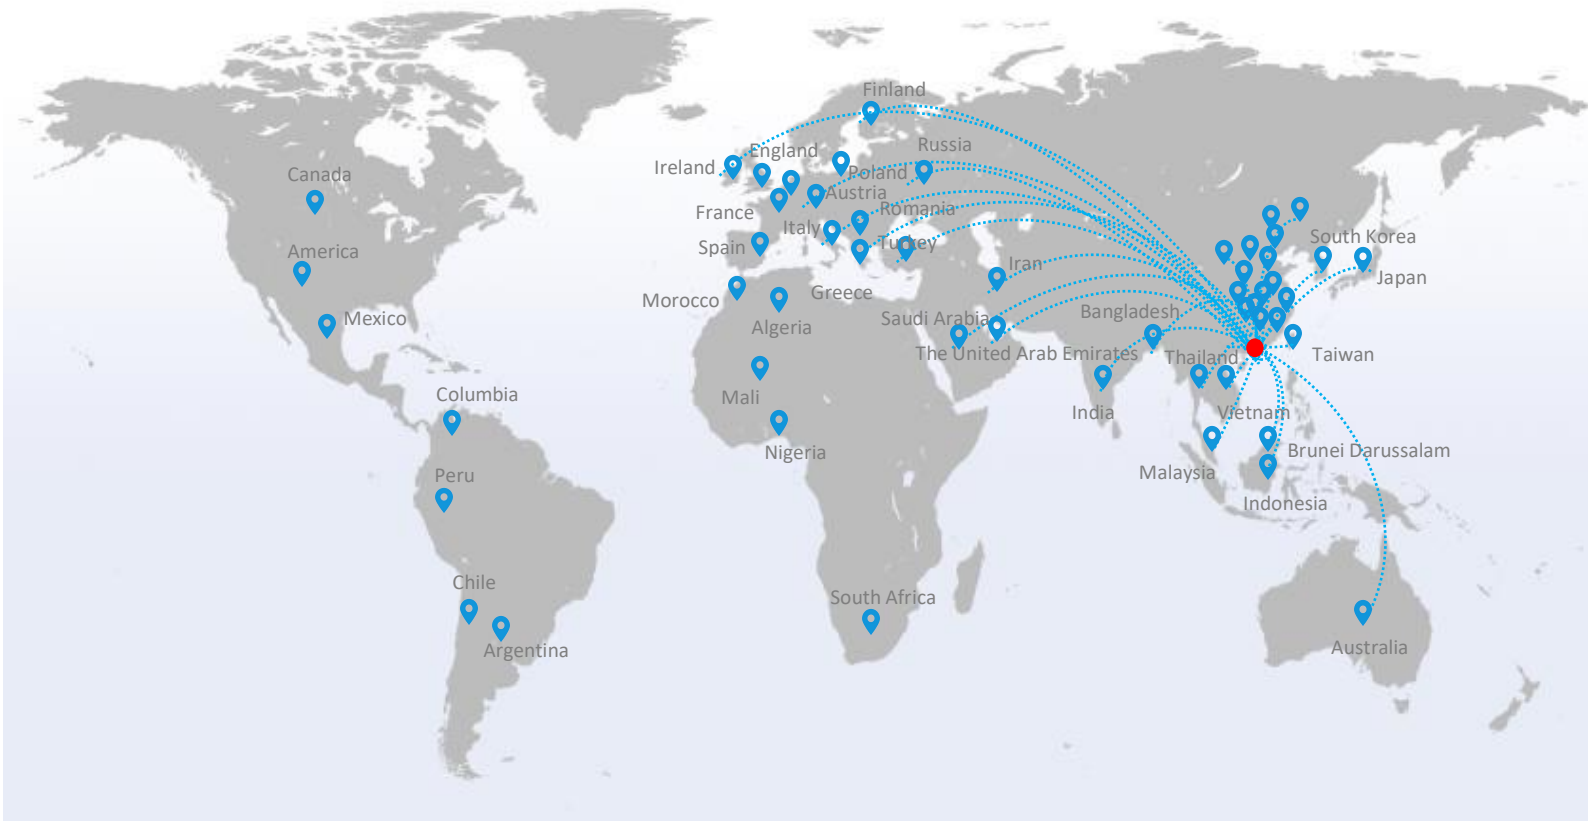 Finland
England
Russia
Ireland
Poland
Canada
Austria
France
Romania
Italy
South Korea
Spain
Turkey
America
Iran
Japan
Morocco
Greece
Algeria
Saudi Arabia
Bangladesh
Mexico
The United Arab Emirates
Thailand
Taiwan
Mali
Columbia
India
Vietnam
Nigeria
Brunei Darussalam
Peru
Malaysia
Indonesia
Chile
South Africa
Argentina
Australia